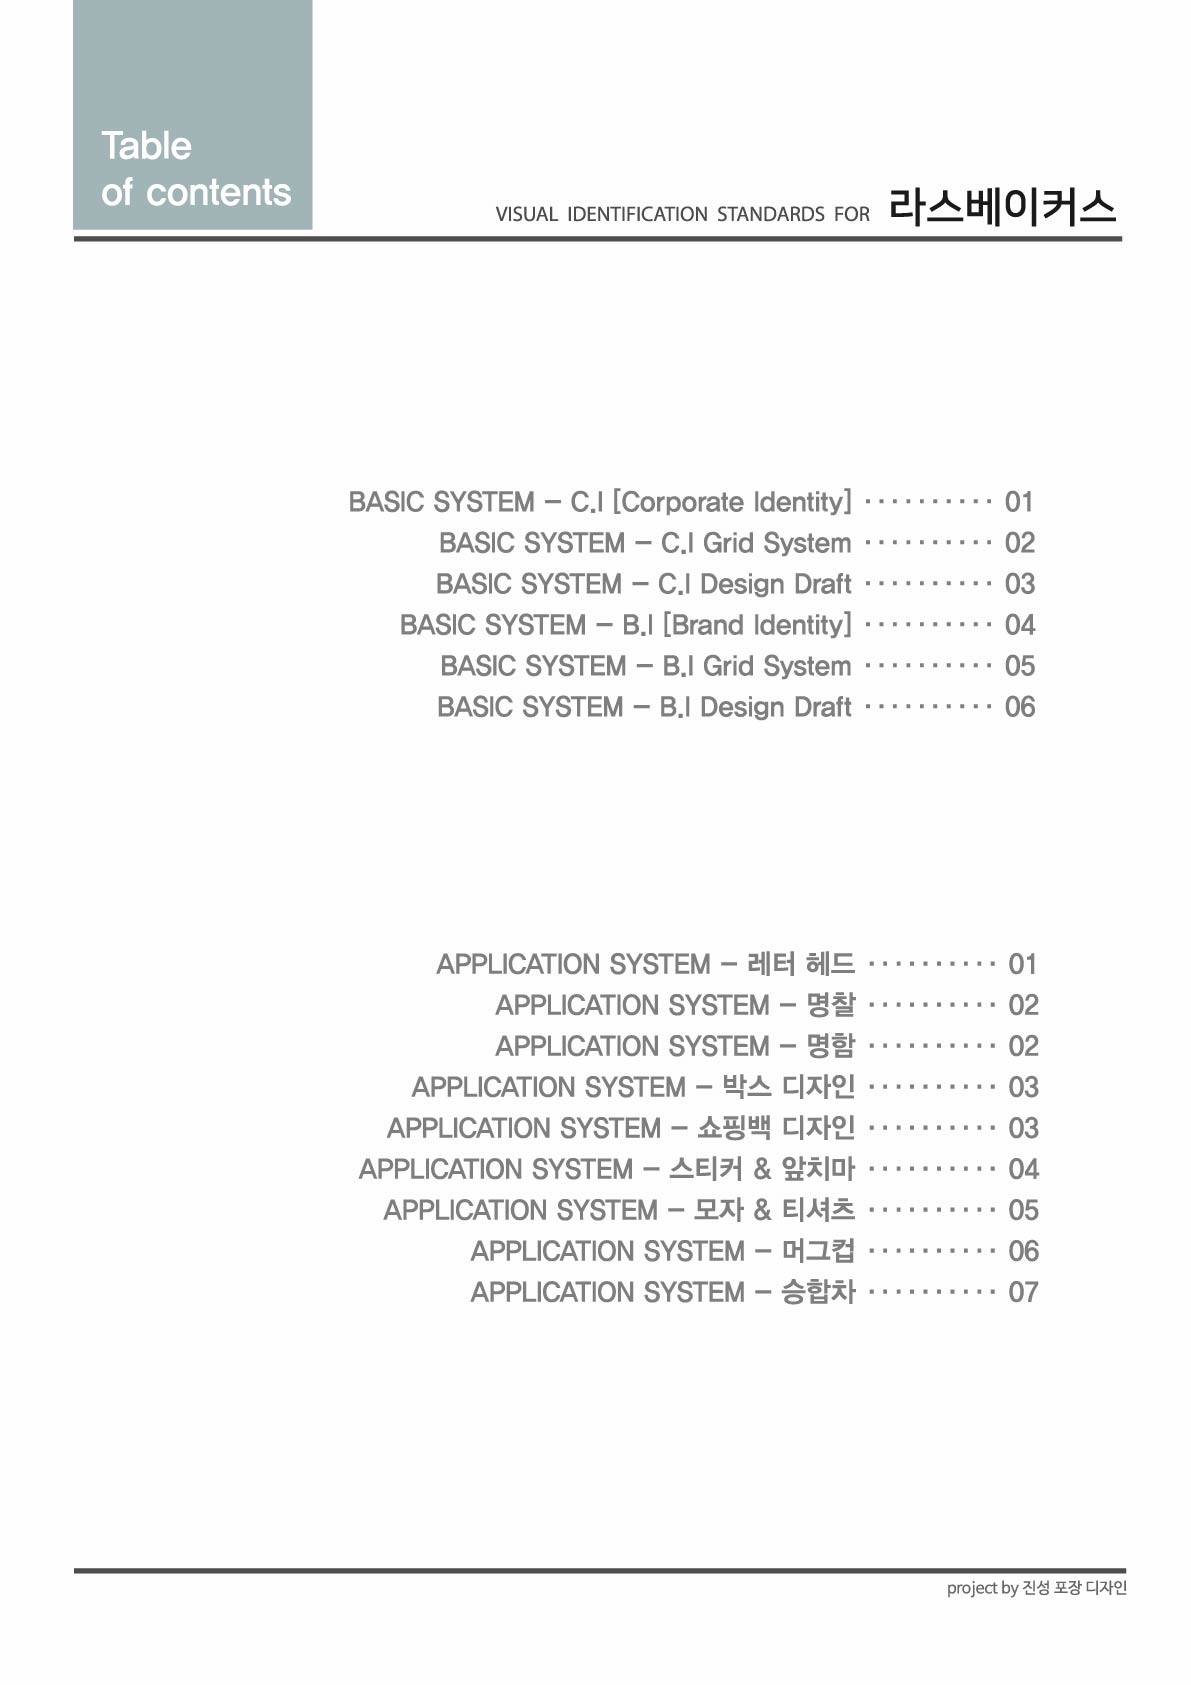 Table
of contents
VISUAL IDENTIFICATION STANDARDS FOR 라스베이커스
BASIC SYSTEM – C.I [Corporate Identity] ·········· 01
BASIC SYSTEM – C.I Grid System ·········· 02
BASIC SYSTEM – C.I Design Draft ·········· 03
BASIC SYSTEM – B.I [Brand Identity] ·········· 04
BASIC SYSTEM – B.I Grid System ·········· 05
BASIC SYSTEM – B.I Design Draft ·········· 06
APPLICATION SYSTEM – 레터 헤드 ·········· 01
APPLICATION SYSTEM – 명찰 ·········· 02
APPLICATION SYSTEM – 명함 ·········· 02
APPLICATION SYSTEM – 박스 디자인 ·········· 03
APPLICATION SYSTEM – 쇼핑백 디자인 ·········· 03
APPLICATION SYSTEM – 스티커 & 앞치마 ·········· 04
APPLICATION SYSTEM – 모자 & 티셔츠 ·········· 05
APPLICATION SYSTEM – 머그컵 ·········· 06
APPLICATION SYSTEM – 승합차 ·········· 07
project by 진성 포장 디자인